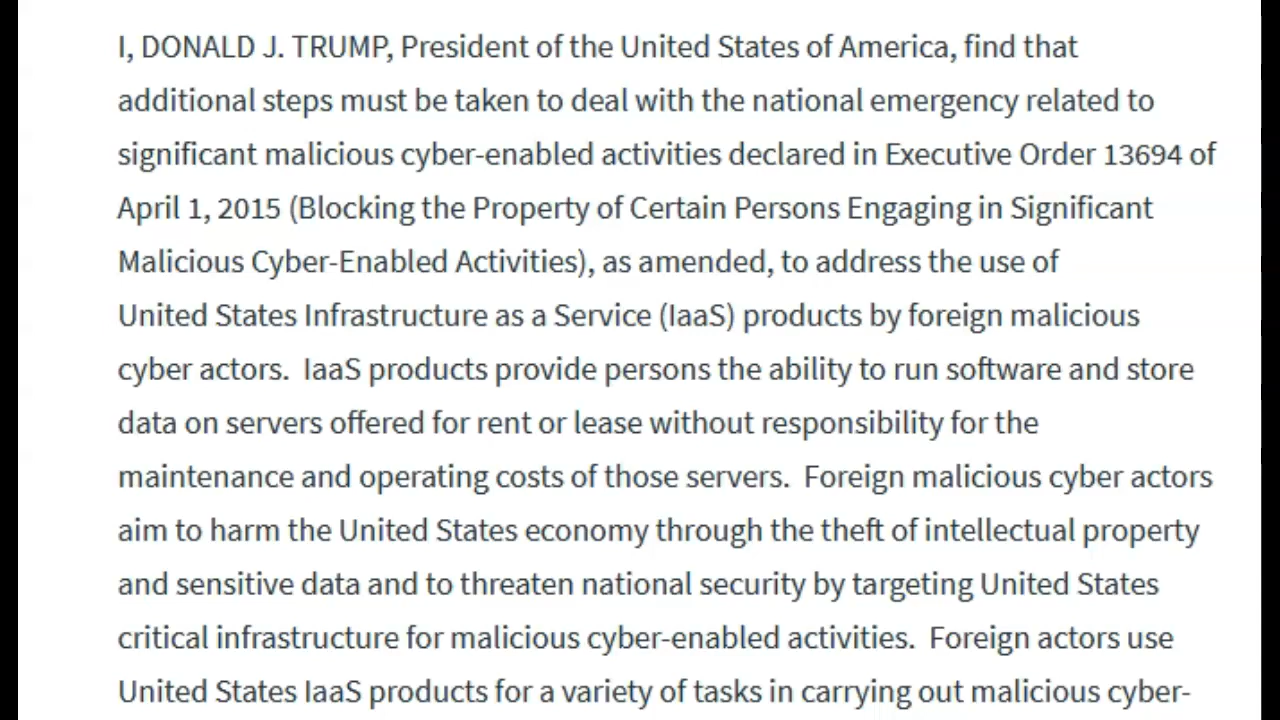 I, DONALD J. TRUMP, President of the United States of America, find that
additional steps must be taken to deal with the national emergency related to
significant malicious cyber-enabled activities declared in Executive Order 13694 of
April 1, 2015 (Blocking the Property of Certain Persons Engaging in Significant
Malicious Cyber-Enabled Activities), as amended, to address the use of
United States Infrastructure as a Service (IaaS) products by foreign malicious
cyber actors.  IaaS products provide persons the ability to run software and store
data on servers offered for rent or lease without responsibility for the
maintenance and operating costs of those servers.  Foreign malicious cyber actors
aim to harm the United States economy through the theft of intellectual property
and sensitive data and to threaten national security by targeting United States
critical infrastructure for malicious cyber-enabled activities.  Foreign actors use
United States IaaS products for a variety of tasks in carrying out malicious cyber-